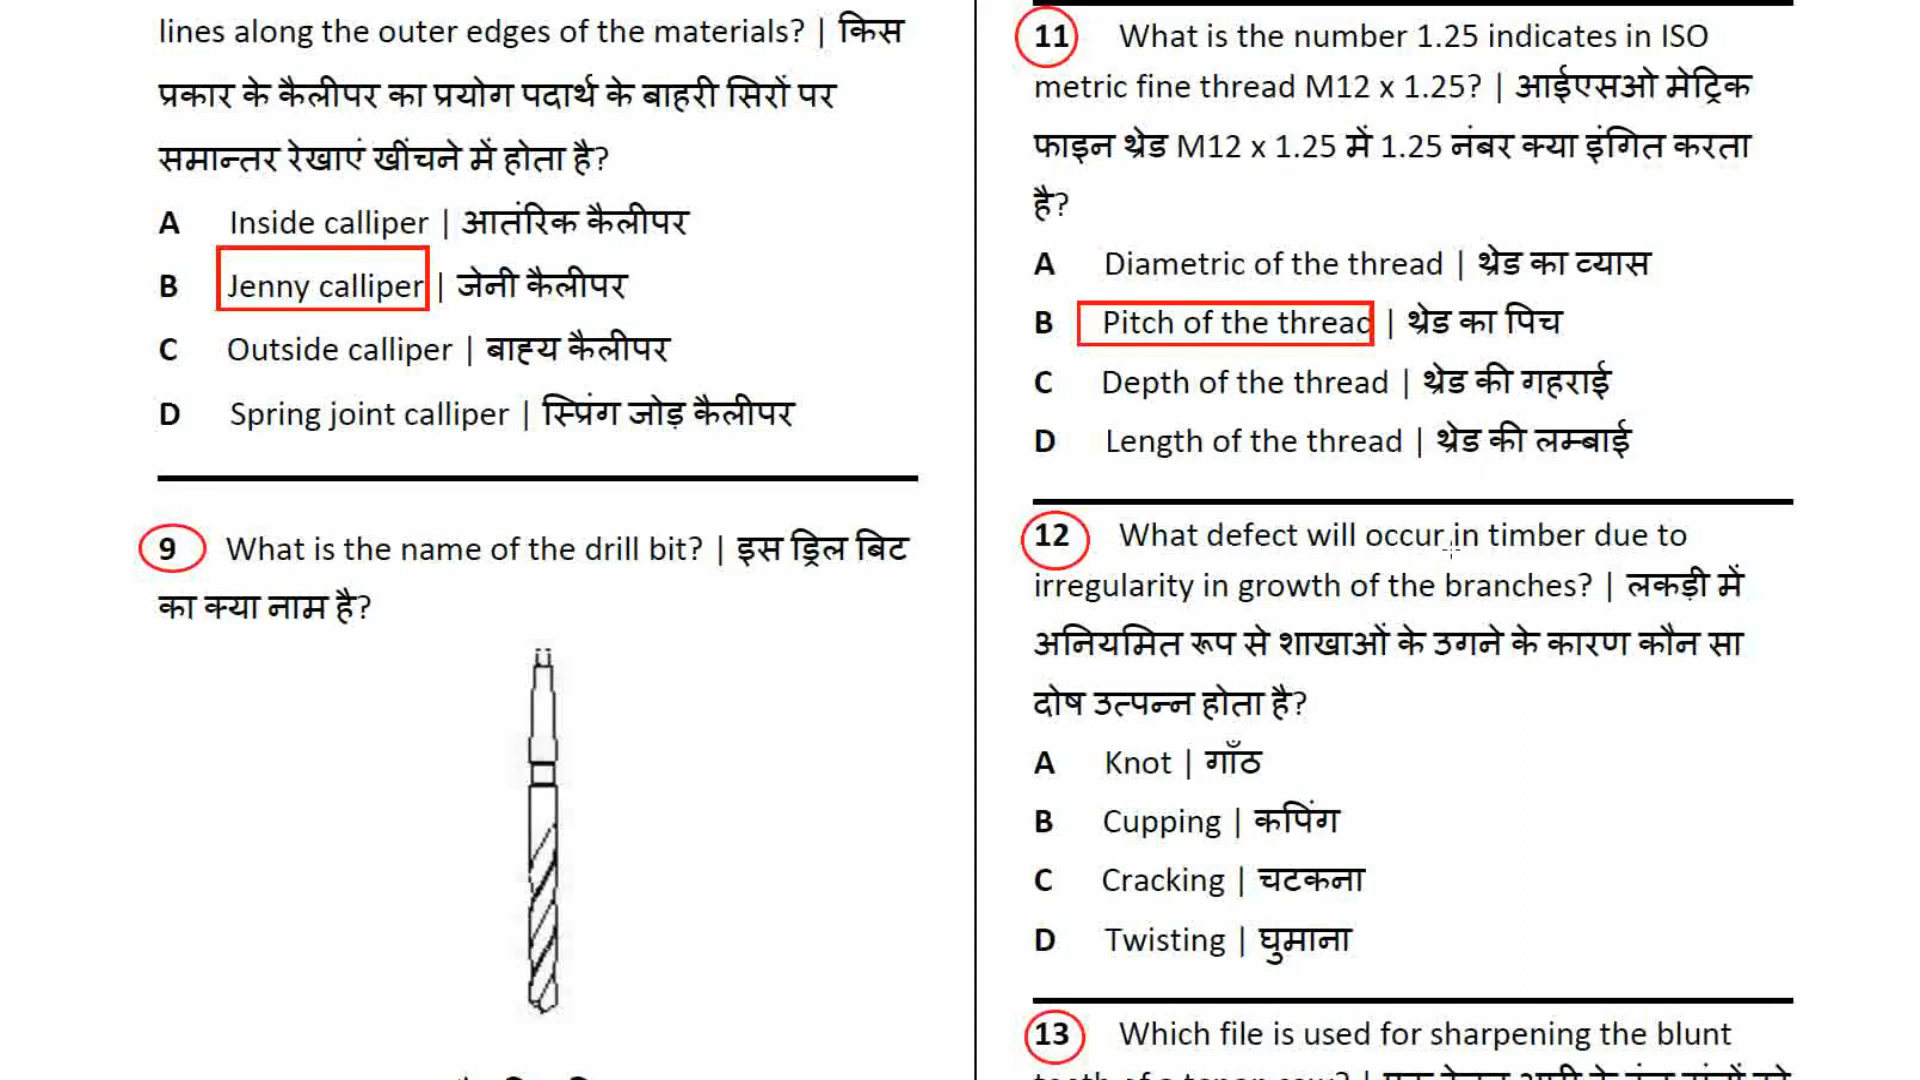 lines along the outer edges of the materials? | किस
प्रकार के कैलीपर का प्रयोग पदार्थ के बाहरी सिरों पर
समान्तर रेखाएं खींचने में होता है?
A Inside calliper | आतंरिक कैलीपर
B Jenny calliper | जेनी कैलीपर
C Outside calliper | बाह्य कैलीपर
D Spring joint calliper | स्प्रिंग जोड़ कैलीपर
9 What is the name of the drill bit? | इस ड्रिल बिट
का क्या नाम है?
11 What is the number 1.25 indicates in ISO
metric fine thread M12 x 1.25? | आईएसओ मेट्रिक
फाइन थ्रेड M12 x 1.25 में 1.25 नंबर क्या इंगित करता
है?
A Diametric of the thread | थ्रेड का व्यास
B Pitch of the thread | थ्रेड का पिच
C Depth of the thread | थ्रेड की गहराई
D Length of the thread | थ्रेड की लम्बाई
12 What defect will occur in timber due to
irregularity in growth of the branches? | लकड़ी में
अनियमित रूप से शाखाओं के उगने के कारण कौन सा
दोष उत्पन्न होता है?
A Knot | गाँठ
B Cupping | कपिंग
C Cracking | चटकना
D Twisting | घुमाना
13 Which file is used for sharpening the blunt